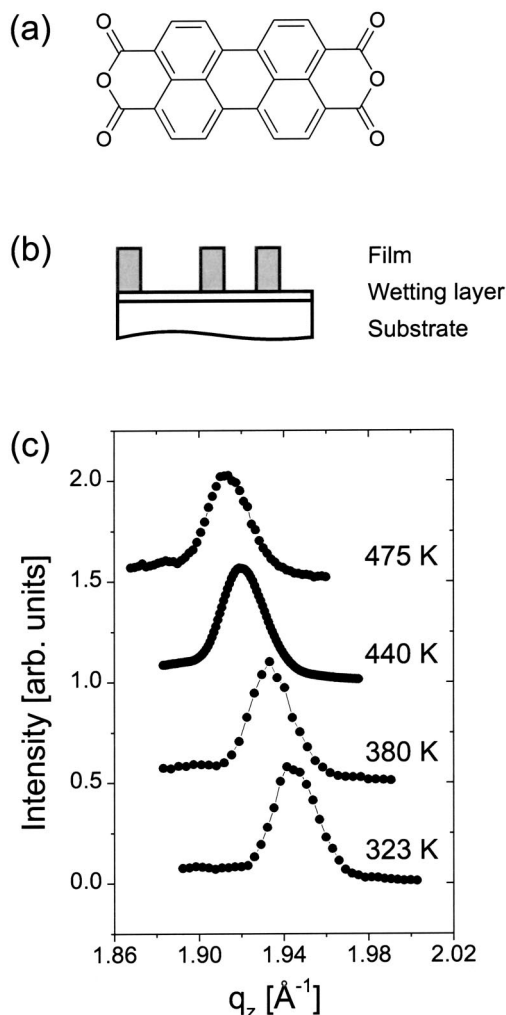 (a)
O O
O O
O O
(b)
Film
Wetting layer
Substrate
(c)
2.0
475 K
1.5
440 K
1.0
380 K
0.5
323 K
0.0
Intensity [arb. units]
1.86 1.90 1.94 1.98 2.02
q_z [Å⁻¹]